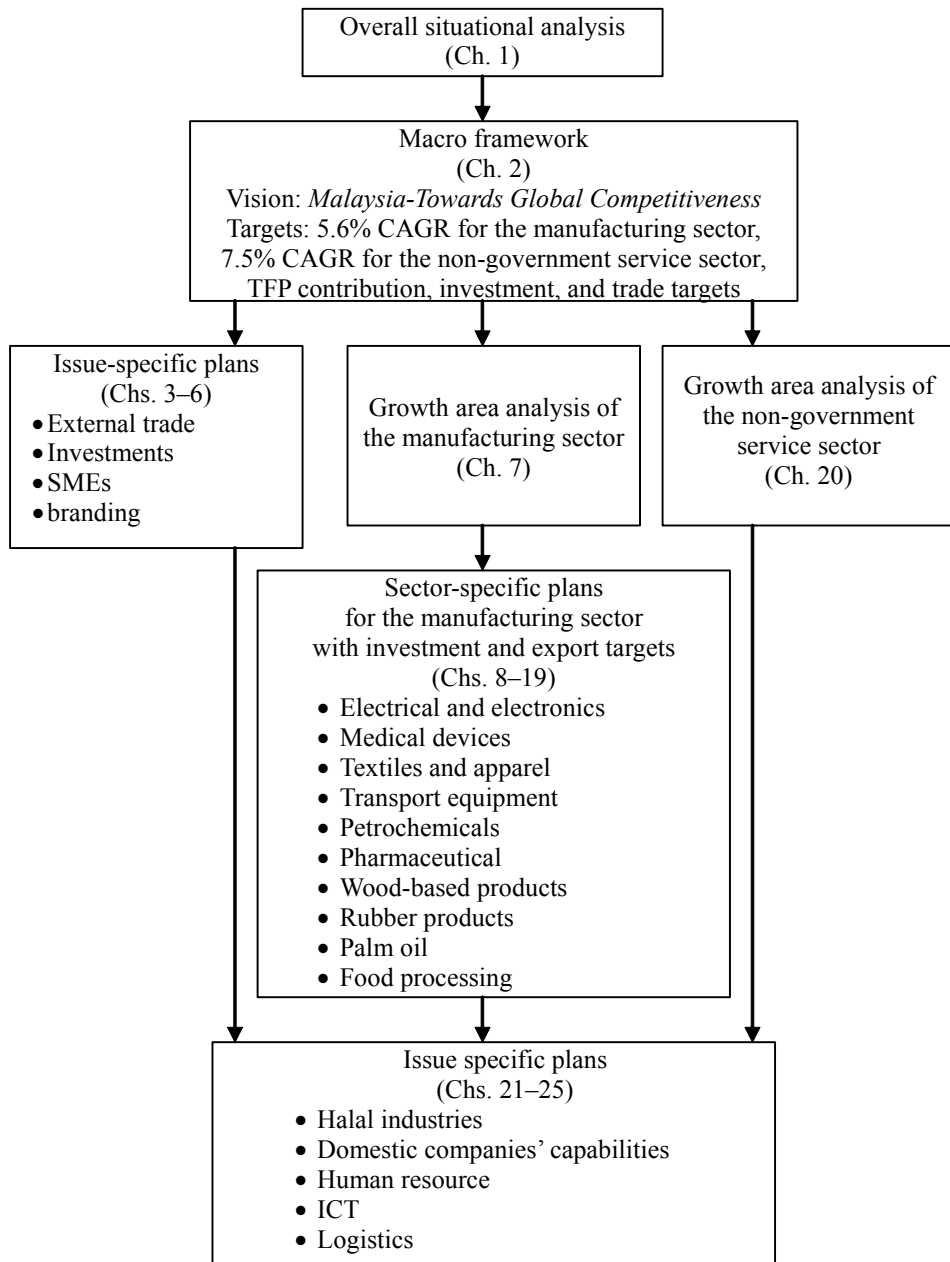 Overall situational analysis
(Ch. 1)
Macro framework
(Ch. 2)
Vision: Malaysia-Towards Global Competitiveness
Targets: 5.6% CAGR for the manufacturing sector,
7.5% CAGR for the non-government service sector,
TFP contribution, investment, and trade targets
Issue-specific plans
(Chs. 3–6)
• External trade
• Investments
• SMEs
• branding
Growth area analysis of
the manufacturing sector
(Ch. 7)
Growth area analysis of
the non-government
service sector
(Ch. 20)
Sector-specific plans
for the manufacturing sector
with investment and export targets
(Chs. 8–19)
• Electrical and electronics
• Medical devices
• Textiles and apparel
• Transport equipment
• Petrochemicals
• Pharmaceutical
• Wood-based products
• Rubber products
• Palm oil
• Food processing
Issue specific plans
(Chs. 21–25)
• Halal industries
• Domestic companies’ capabilities
• Human resource
• ICT
• Logistics